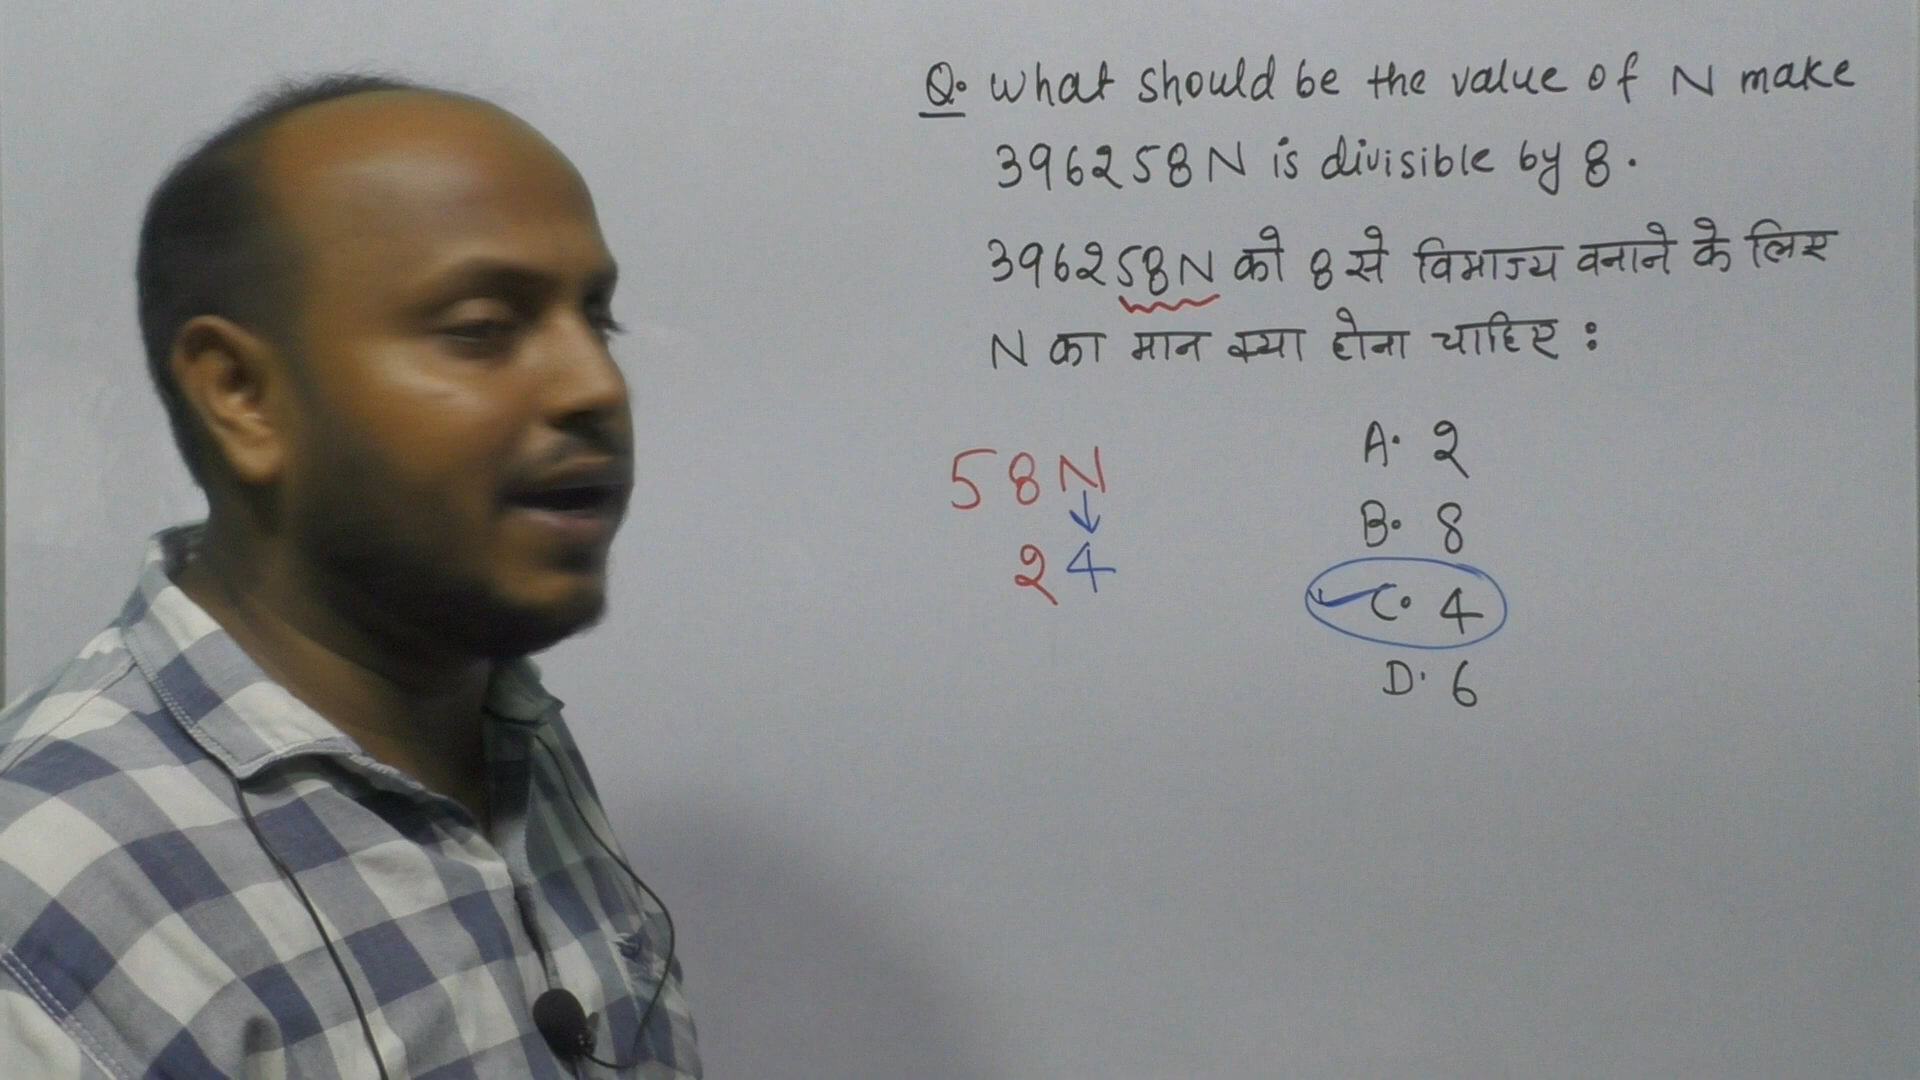 Q. What should be the value of N make
396258N is divisible by 8.
396258N को 8 से विभाज्य बनाने के लिए
N का मान क्या होना चाहिए :
58N
24
A. 2
B. 8
C. 4
D. 6